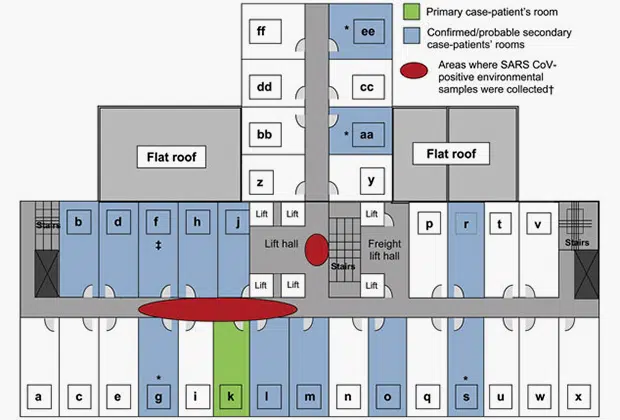 ff
* ee
Primary case-patient's room
Confirmed/probable secondary
case-patients' rooms
Areas where SARS CoV-
positive environmental
samples were collected†
dd
cc
bb
* aa
Flat roof
Flat roof
z
y
Stairs
b
d
f
h
j
‡
Lift
Lift
Lift
Lift hall
Stairs
Freight
lift hall
Lift
Lift
Lift
p
r
t
v
Stairs
a
c
e
* g
i
k
l
m
n
o
q
* s
u
w
x